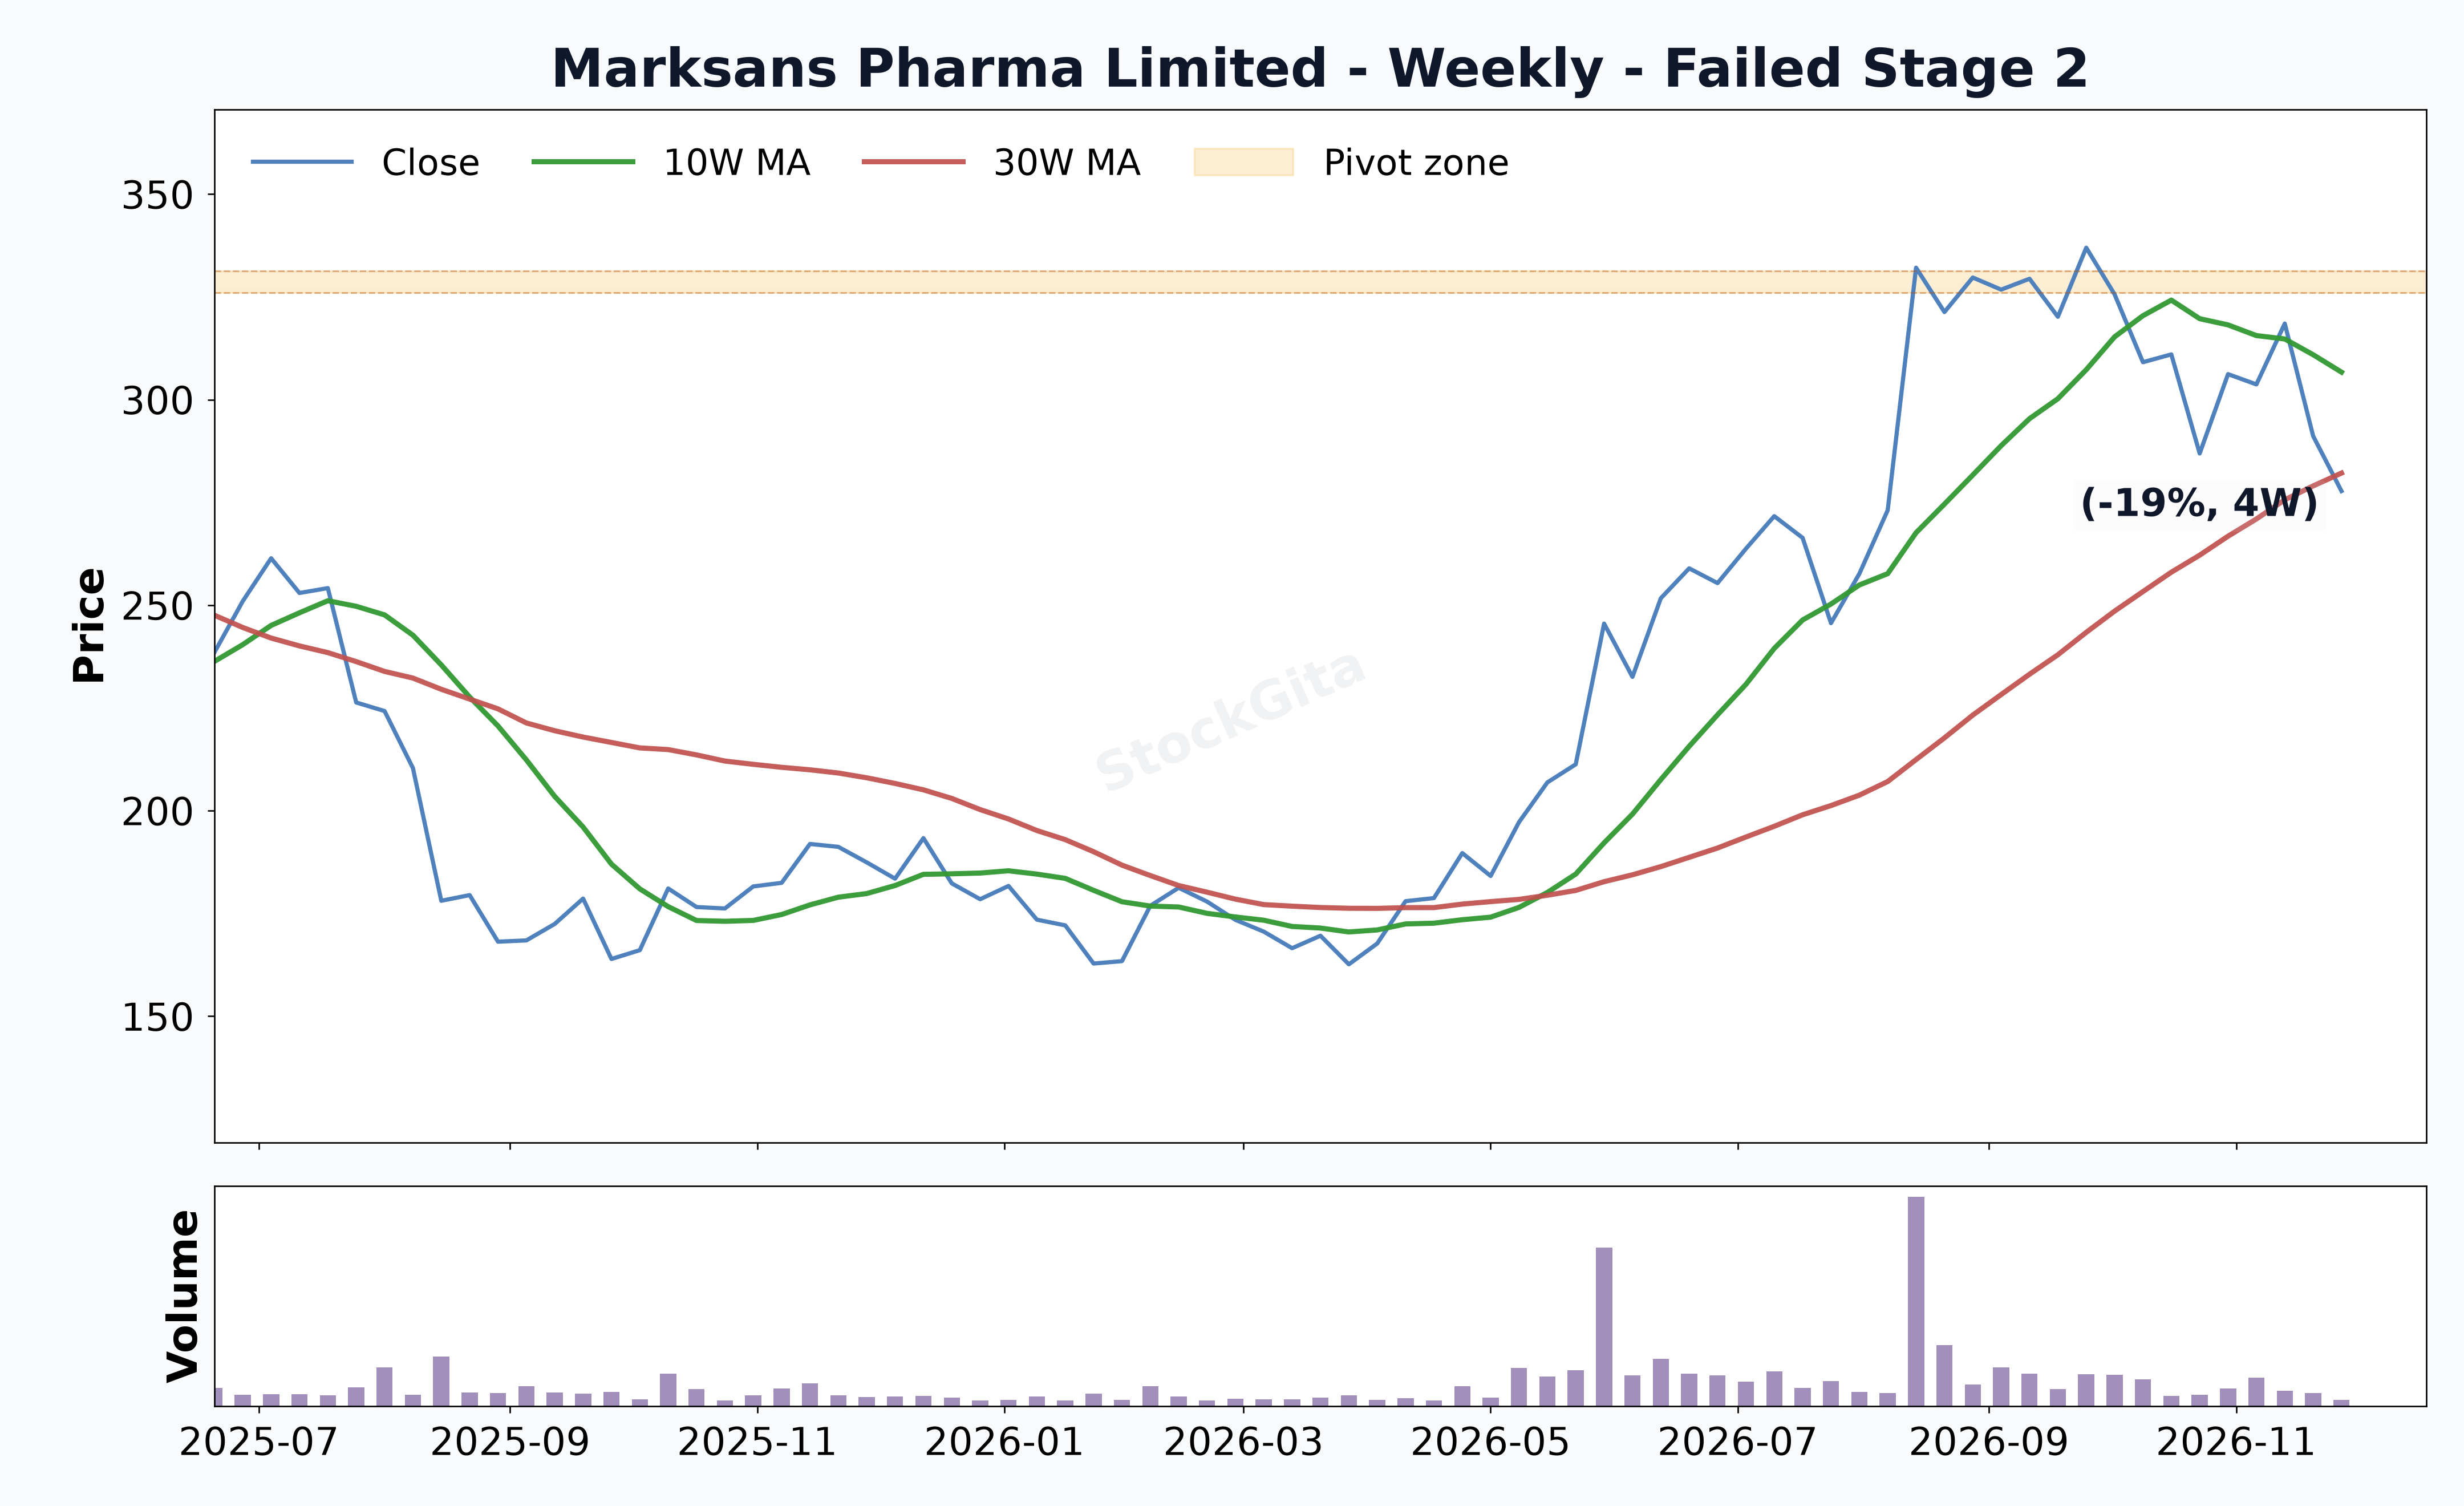 Marksans Pharma Limited - Weekly - Failed Stage 2
Close 10W MA 30W MA Pivot zone
350
300
250
200
150
Price
(-19%, 4W)
StockGita
Volume
2025-07 2025-09 2025-11 2026-01 2026-03 2026-05 2026-07 2026-09 2026-11